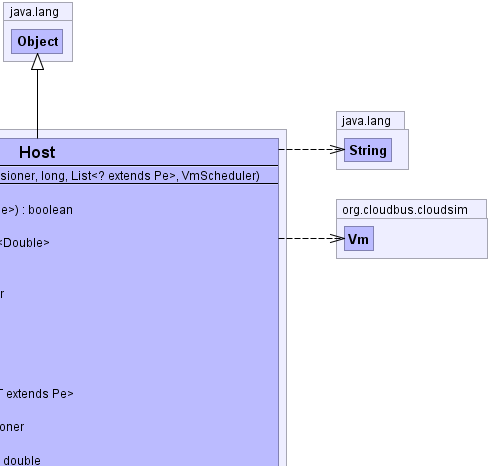 java.lang
Object
java.lang
String
Host
sioner, long, List<? extends Pe>, VmScheduler)
e>) : boolean
org.cloudbus.cloudsim
Vm
<Double>
r
T extends Pe>
oner
double